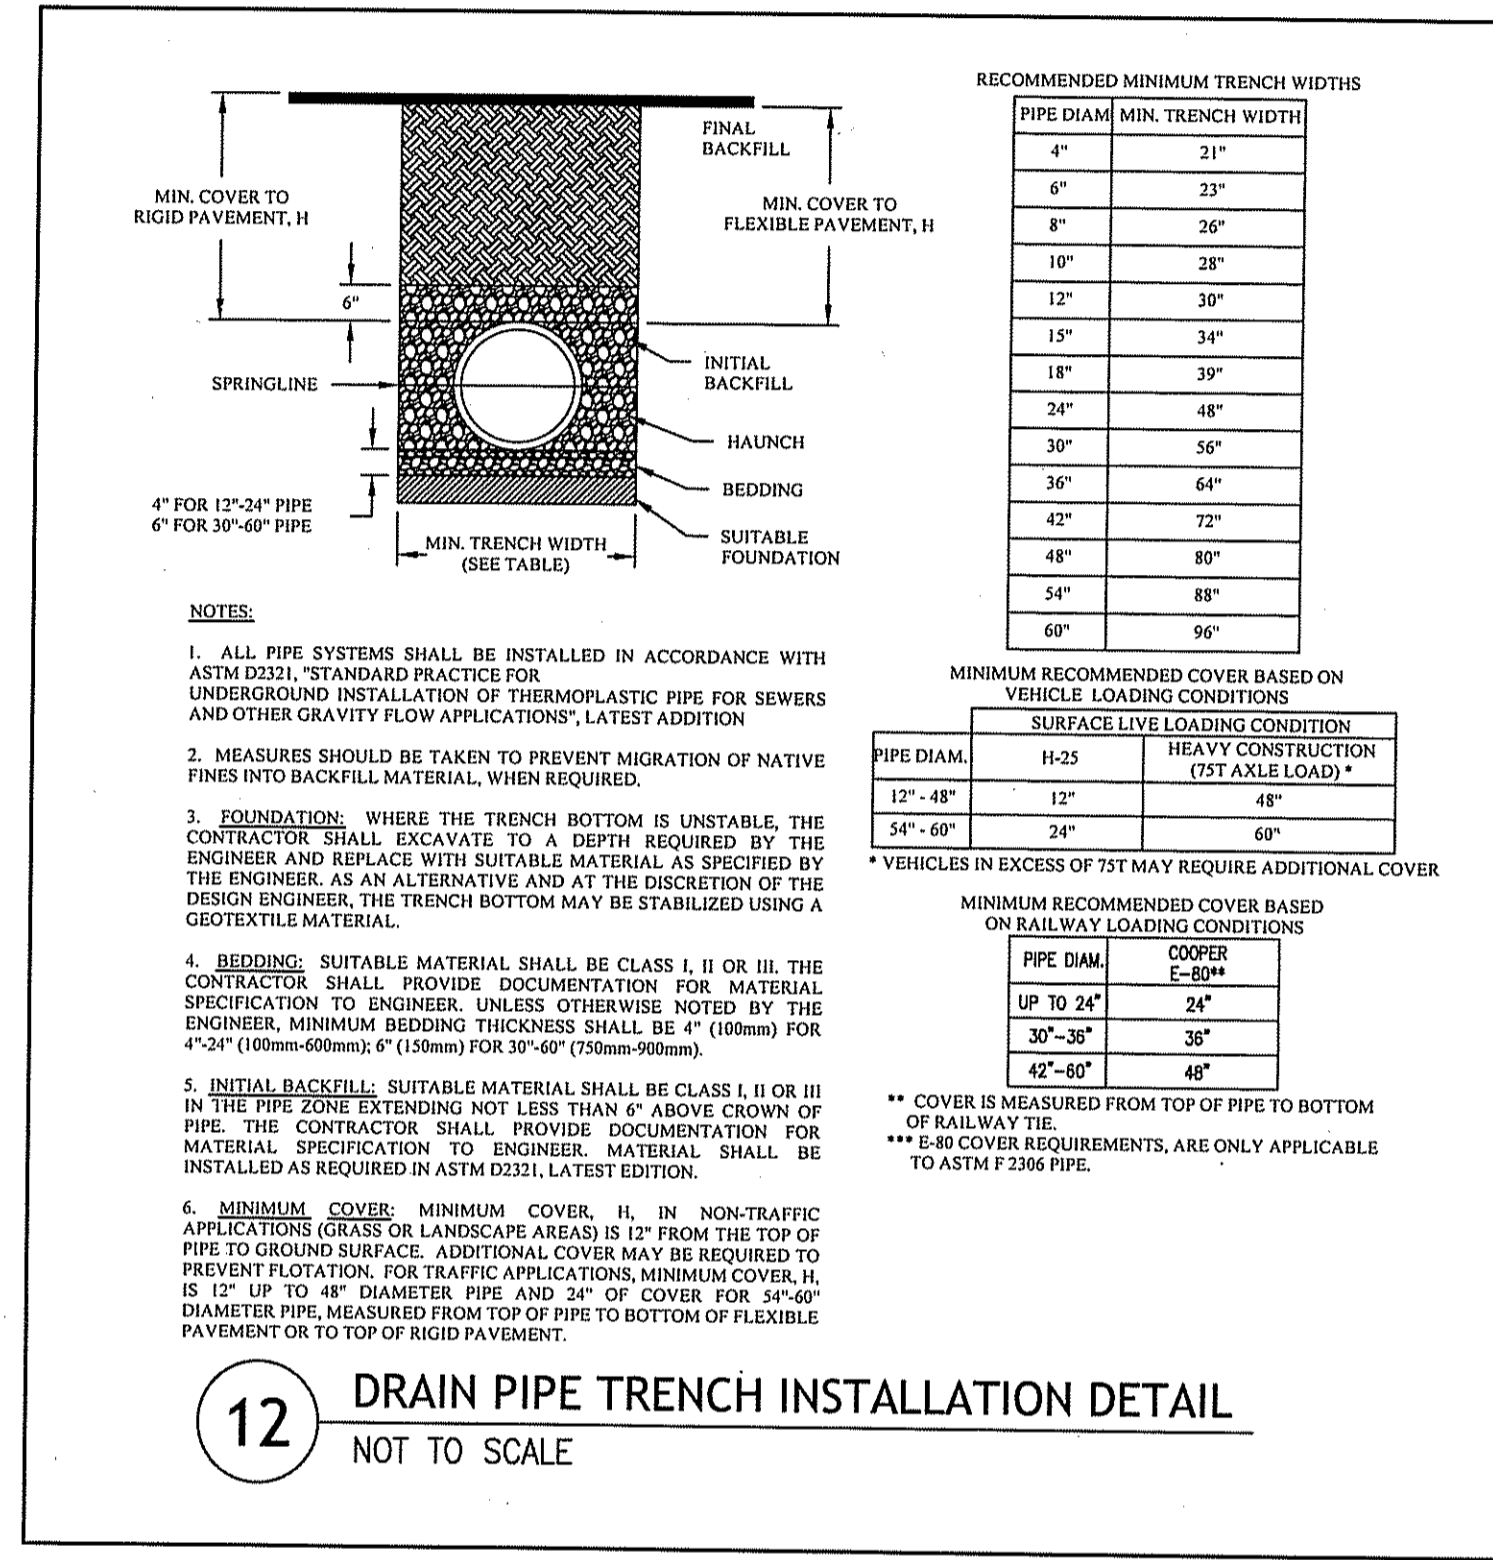 FINAL
BACKFILL
MIN. COVER TO
RIGID PAVEMENT, H
MIN. COVER TO
FLEXIBLE PAVEMENT, H
6"
INITIAL
BACKFILL
SPRINGLINE
HAUNCH
BEDDING
4" FOR 12"-24" PIPE
6" FOR 30"-60" PIPE
MIN. TRENCH WIDTH
(SEE TABLE)
SUITABLE
FOUNDATION
NOTES:
1. ALL PIPE SYSTEMS SHALL BE INSTALLED IN ACCORDANCE WITH
ASTM D2321, "STANDARD PRACTICE FOR
UNDERGROUND INSTALLATION OF THERMOPLASTIC PIPE FOR SEWERS
AND OTHER GRAVITY FLOW APPLICATIONS", LATEST ADDITION
2. MEASURES SHOULD BE TAKEN TO PREVENT MIGRATION OF NATIVE
FINES INTO BACKFILL MATERIAL, WHEN REQUIRED.
3. FOUNDATION: WHERE THE TRENCH BOTTOM IS UNSTABLE, THE
CONTRACTOR SHALL EXCAVATE TO A DEPTH REQUIRED BY THE
ENGINEER AND REPLACE WITH SUITABLE MATERIAL AS SPECIFIED BY
THE ENGINEER. AS AN ALTERNATIVE AND AT THE DISCRETION OF THE
DESIGN ENGINEER, THE TRENCH BOTTOM MAY BE STABILIZED USING A
GEOTEXTILE MATERIAL.
4. BEDDING: SUITABLE MATERIAL SHALL BE CLASS I, II OR III. THE
CONTRACTOR SHALL PROVIDE DOCUMENTATION FOR MATERIAL
SPECIFICATION TO ENGINEER. UNLESS OTHERWISE NOTED BY THE
ENGINEER, MINIMUM BEDDING THICKNESS SHALL BE 4" (100mm) FOR
4"-24" (100mm-600mm); 6" (150mm) FOR 30"-60" (750mm-900mm).
5. INITIAL BACKFILL: SUITABLE MATERIAL SHALL BE CLASS I, II OR III
IN THE PIPE ZONE EXTENDING NOT LESS THAN 6" ABOVE CROWN OF
PIPE. THE CONTRACTOR SHALL PROVIDE DOCUMENTATION FOR
MATERIAL SPECIFICATION TO ENGINEER. MATERIAL SHALL BE
INSTALLED AS REQUIRED IN ASTM D2321, LATEST EDITION.
6. MINIMUM COVER: MINIMUM COVER, H, IN NON-TRAFFIC
APPLICATIONS (GRASS OR LANDSCAPE AREAS) IS 12" FROM THE TOP OF
PIPE TO GROUND SURFACE. ADDITIONAL COVER MAY BE REQUIRED TO
PREVENT FLOTATION. FOR TRAFFIC APPLICATIONS, MINIMUM COVER, H,
IS 12" UP TO 48" DIAMETER PIPE AND 24" OF COVER FOR 54"-60"
DIAMETER PIPE, MEASURED FROM TOP OF PIPE TO BOTTOM OF FLEXIBLE
PAVEMENT OR TO TOP OF RIGID PAVEMENT.
RECOMMENDED MINIMUM TRENCH WIDTHS
PIPE DIAM MIN. TRENCH WIDTH
4" 21"
6" 23"
8" 26"
10" 28"
12" 30"
15" 34"
18" 39"
24" 48"
30" 56"
36" 64"
42" 72"
48" 80"
54" 88"
60" 96"
MINIMUM RECOMMENDED COVER BASED ON
VEHICLE LOADING CONDITIONS
SURFACE LIVE LOADING CONDITION
PIPE DIAM. H-25 HEAVY CONSTRUCTION
(75T AXLE LOAD) *
12" - 48" 12" 48"
54" - 60" 24" 60"
* VEHICLES IN EXCESS OF 75T MAY REQUIRE ADDITIONAL COVER
MINIMUM RECOMMENDED COVER BASED
ON RAILWAY LOADING CONDITIONS
PIPE DIAM. COOPER
E-80**
UP TO 24" 24"
30"-36" 36"
42"-60" 48"
** COVER IS MEASURED FROM TOP OF PIPE TO BOTTOM
OF RAILWAY TIE.
*** E-80 COVER REQUIREMENTS, ARE ONLY APPLICABLE
TO ASTM F 2306 PIPE.
12
DRAIN PIPE TRENCH INSTALLATION DETAIL
NOT TO SCALE